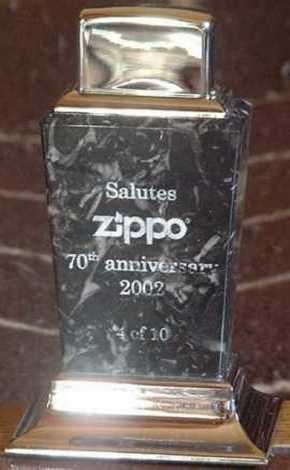 Salutes
zippo®
70th anniversary
2002
4 of 10